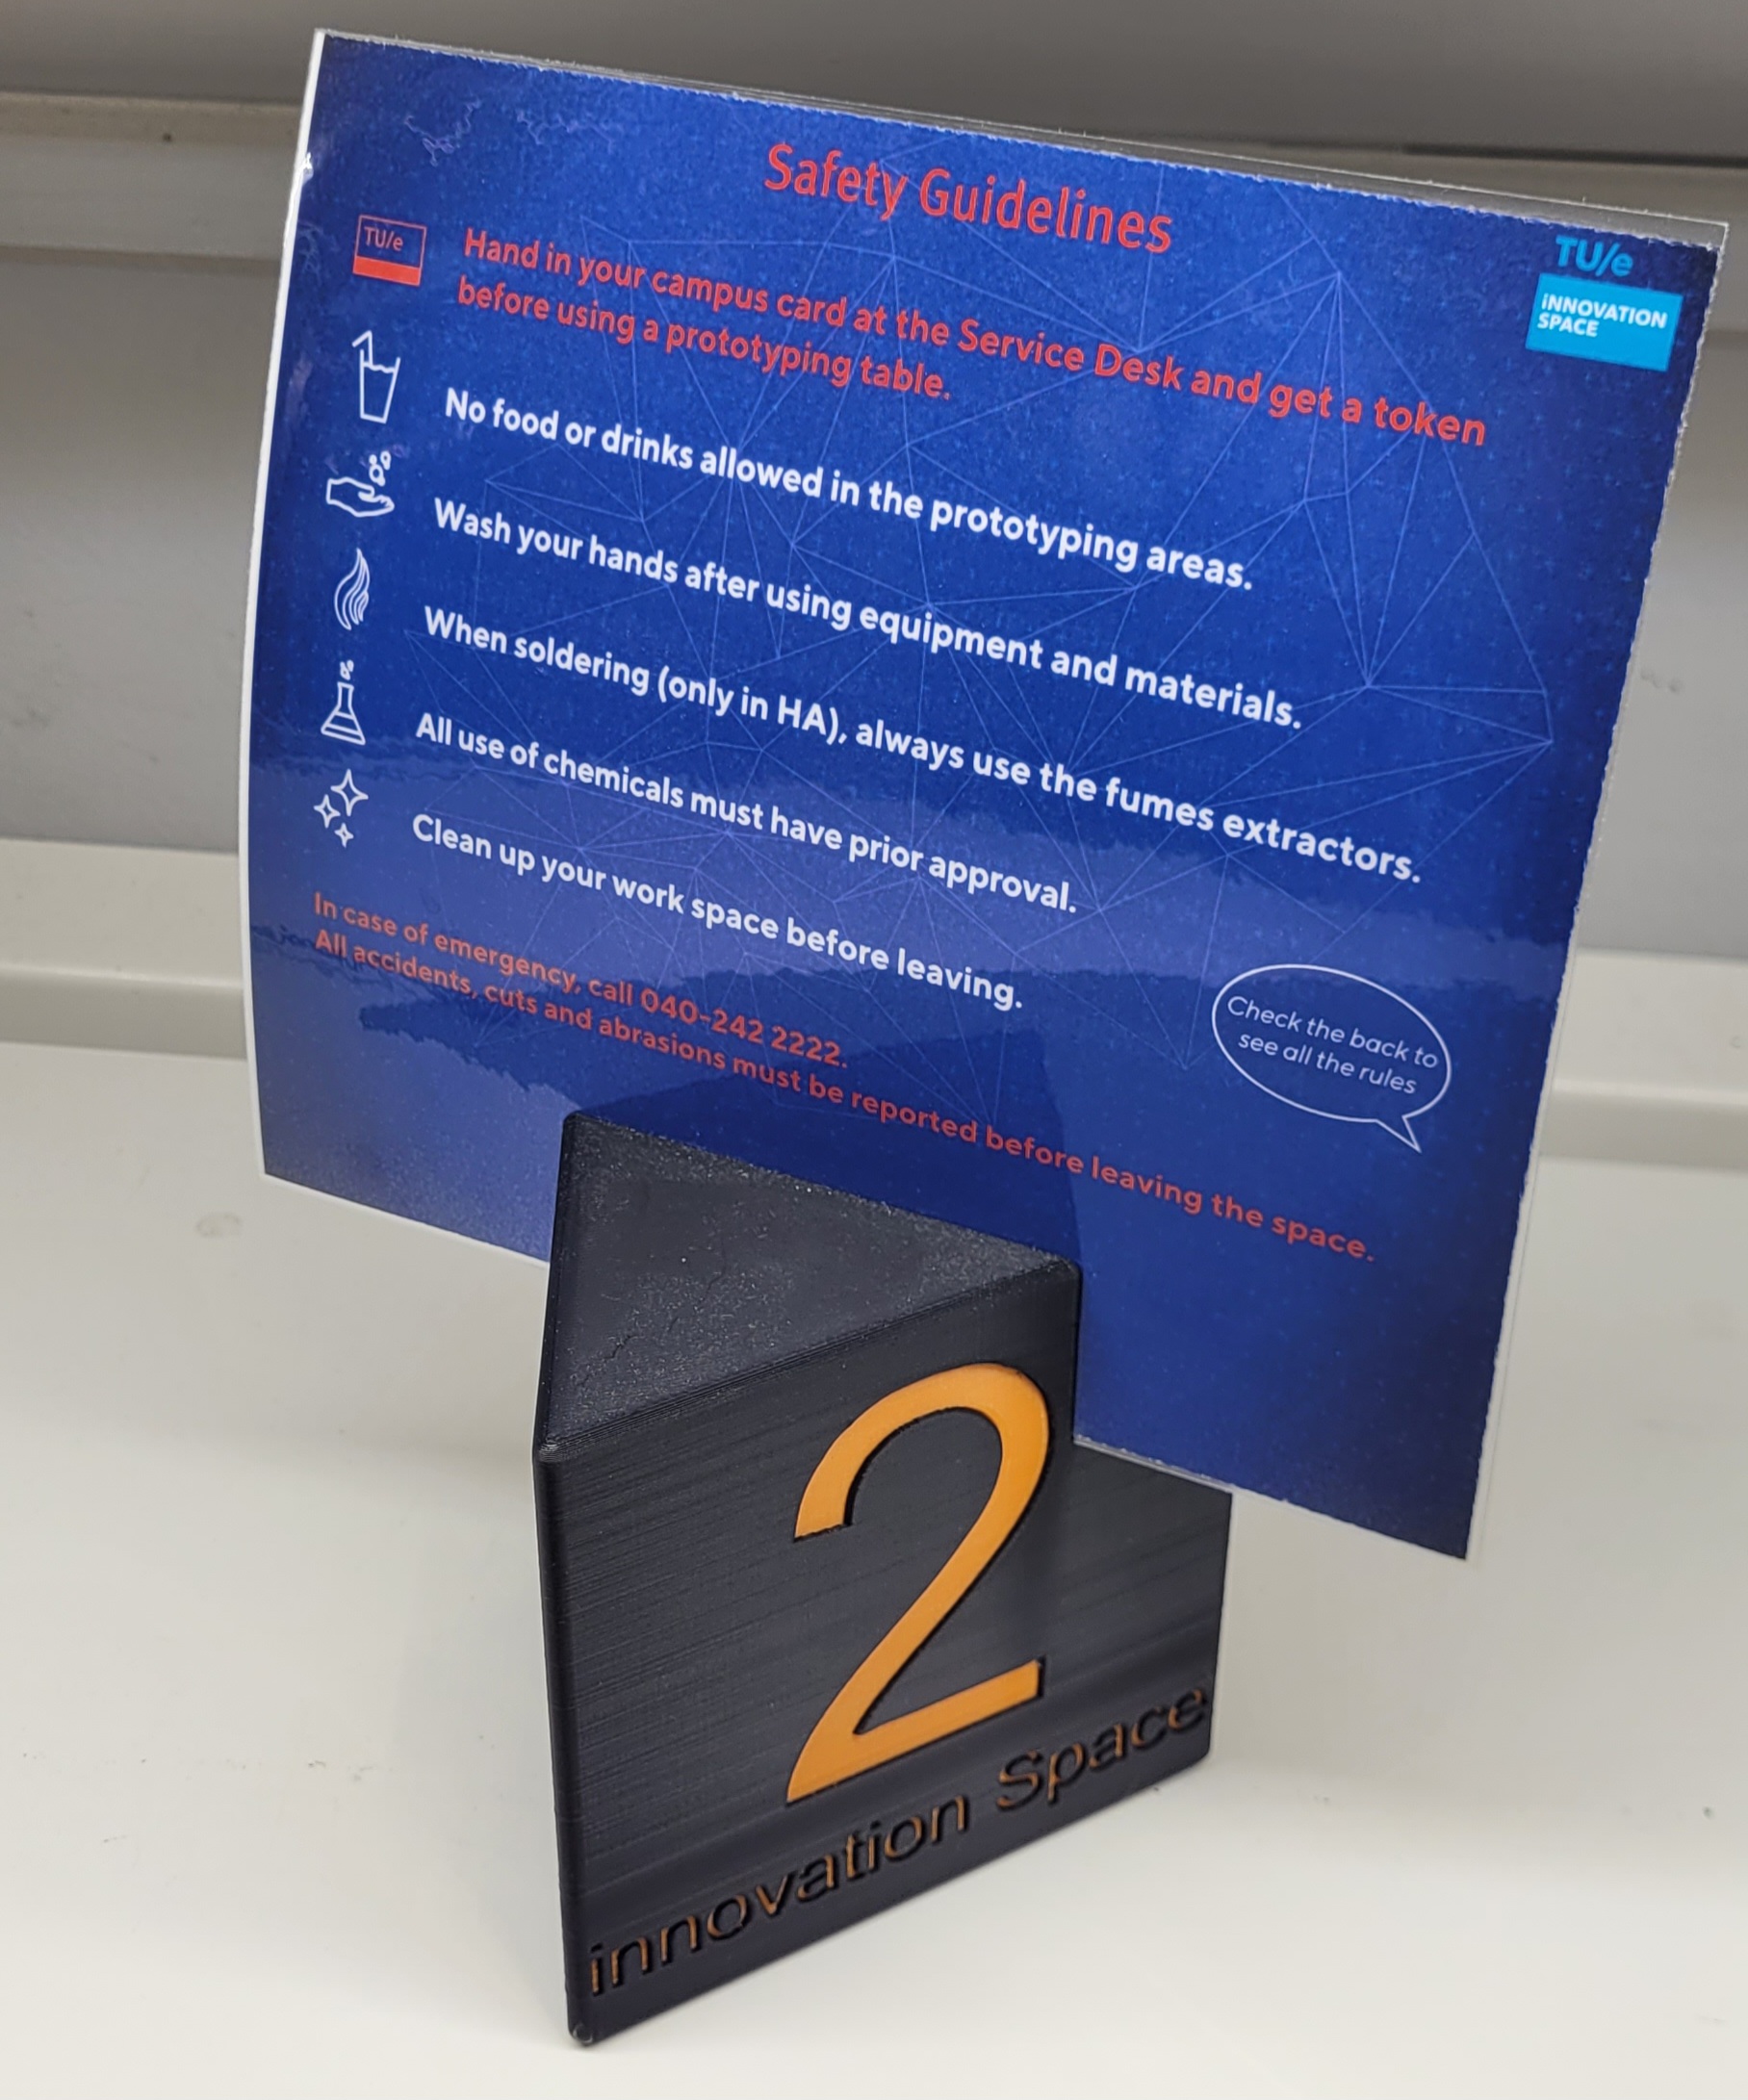 Safety Guidelines
TU/e
Hand in your campus card at the Service Desk and get a token
before using a prototyping table.
TU/e
iNNOVATION
SPACE
No food or drinks allowed in the prototyping areas.
Wash your hands after using equipment and materials.
When soldering (only in HA), always use the fumes extractors.
All use of chemicals must have prior approval.
Clean up your work space before leaving.
In case of emergency, call 040-242 2222.
All accidents, cuts and abrasions must be reported before leaving the space.
Check the back to
see all the rules
2
innovation Space